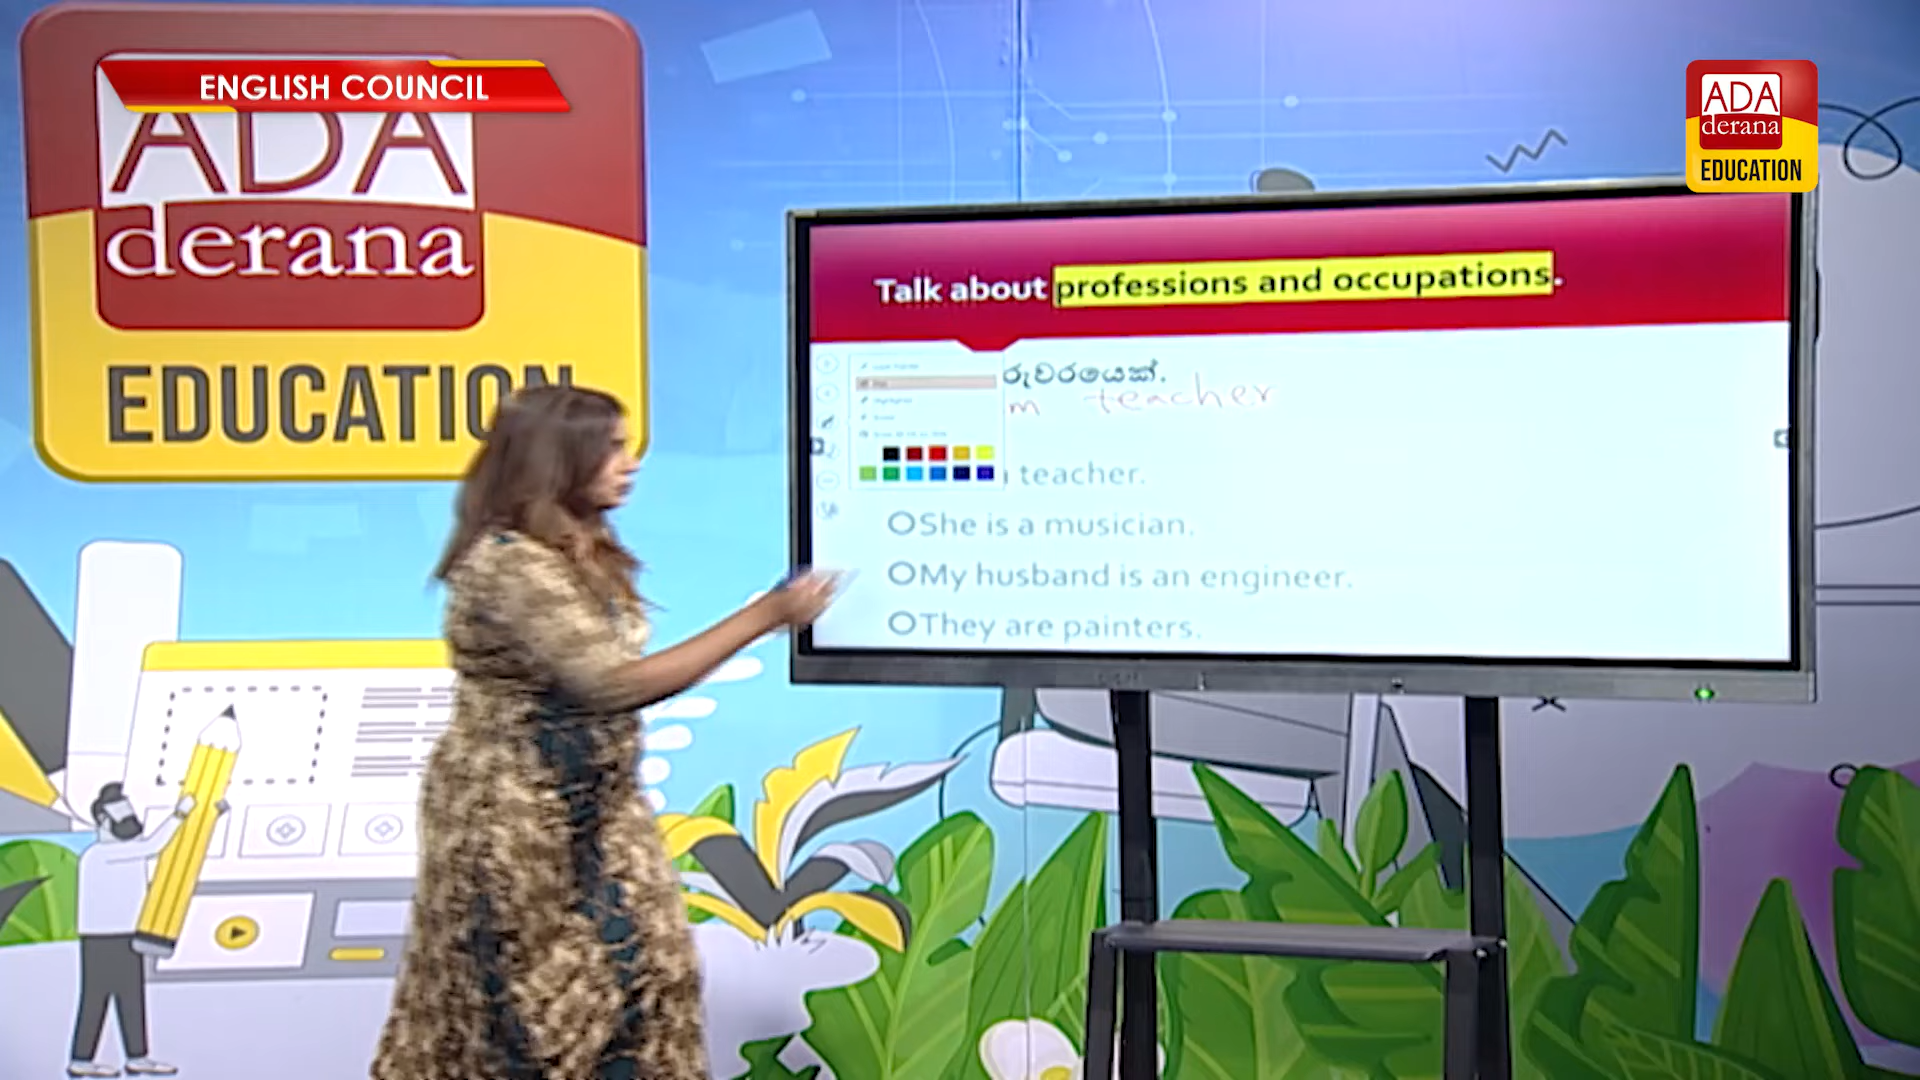 ENGLISH COUNCIL
ADA
derana
EDUCATION
ADA
derana
EDUCATION
Talk about professions and occupations.
රුවරයෙක්.
m teacher
teacher.
She is a musician.
My husband is an engineer.
They are painters.